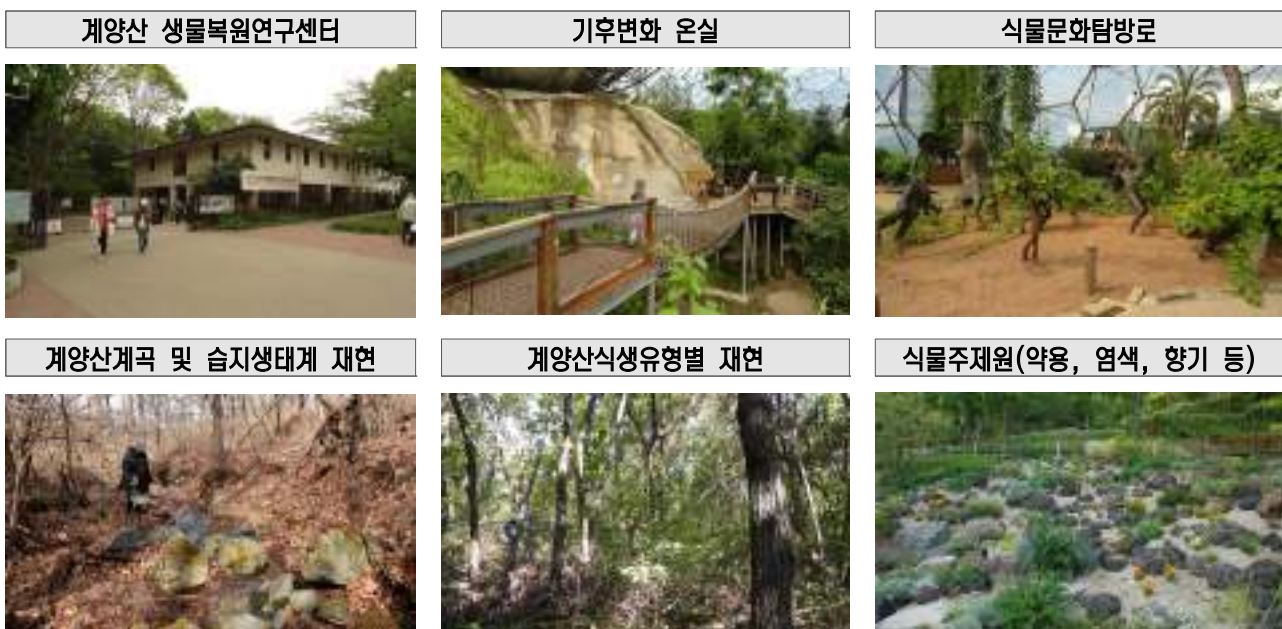 계양산 생물복원연구센터
기후변화 온실
식물문화탐방로
계양산계곡 및 습지생태계 재현
계양산식생유형별 재현
식물주제원(약용, 염색, 향기 등)